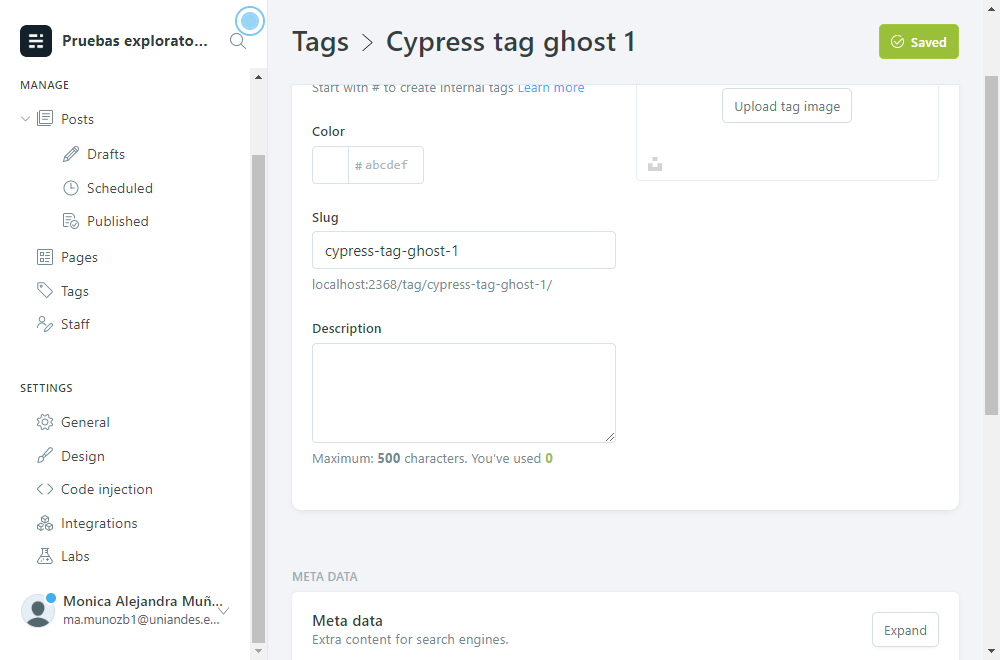 Pruebas explorato...
MANAGE
Posts
Drafts
Scheduled
Published
Pages
Tags
Staff
SETTINGS
General
Design
Code injection
Integrations
Labs
Monica Alejandra Muñ...
ma.munozb1@uniandes.e...
Tags > Cypress tag ghost 1
Saved
Start with # to create internal tags Learn more
Upload tag image
Color
# abcdef
Slug
cypress-tag-ghost-1
localhost:2368/tag/cypress-tag-ghost-1/
Description
Maximum: 500 characters. You've used 0
META DATA
Meta data
Extra content for search engines.
Expand